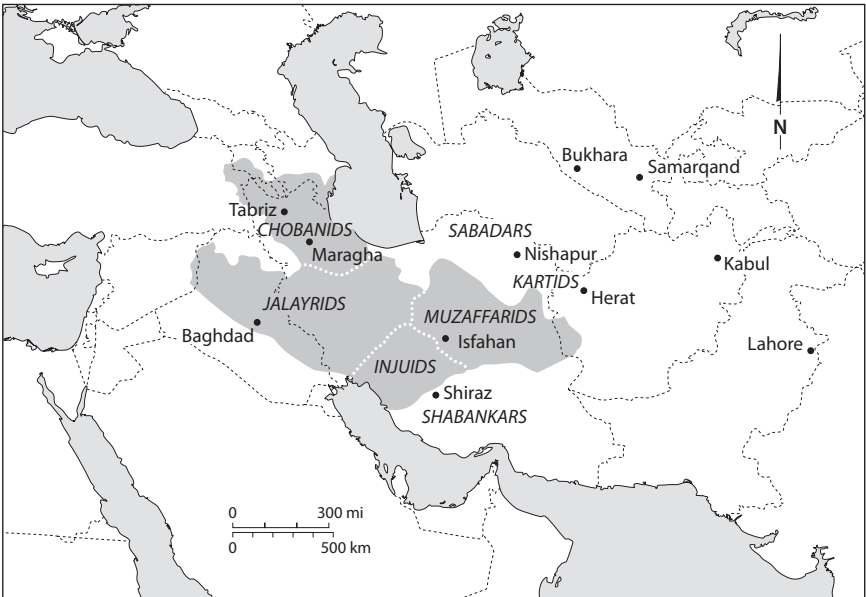 N
Bukhara
Samarqand
Tabriz
CHOBANIDS
Maragha
SABADARS
Nishapur
KARTIDS
Herat
Kabul
JALAYRIDS
MUZAFFARIDS
Baghdad
Isfahan
Lahore
INJUIDS
Shiraz
SHABANKARS
0 300 mi
0 500 km